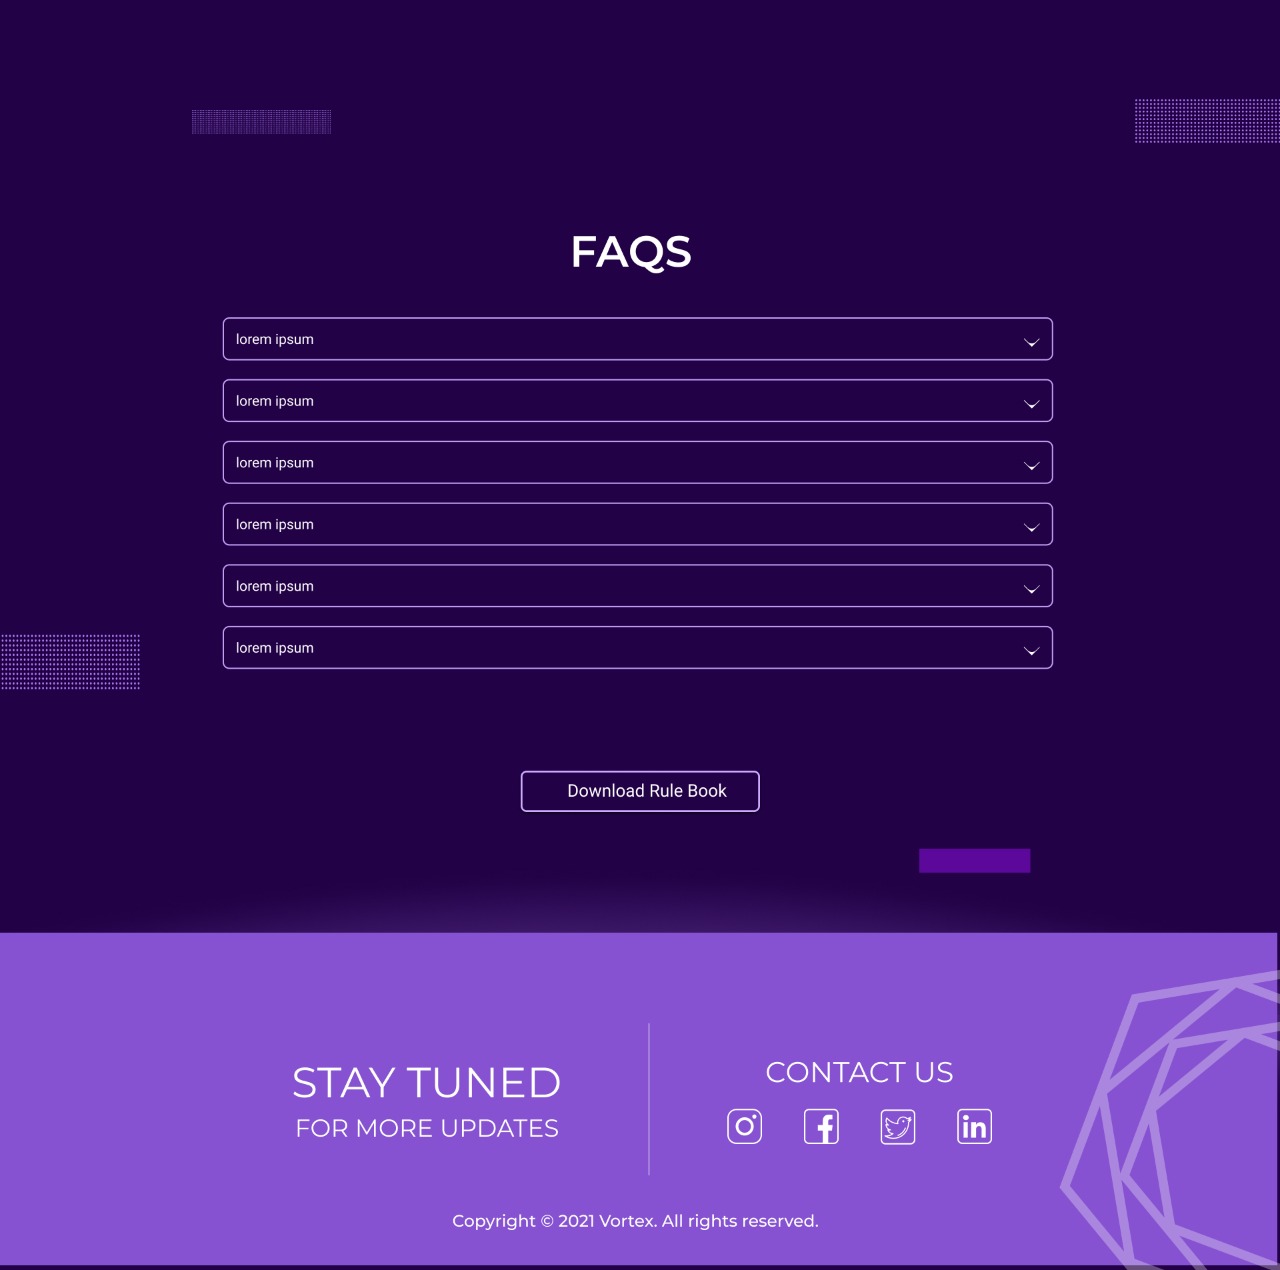 FAQS
lorem ipsum
lorem ipsum
lorem ipsum
lorem ipsum
lorem ipsum
lorem ipsum
Download Rule Book
STAY TUNED
FOR MORE UPDATES
CONTACT US
Copyright © 2021 Vortex. All rights reserved.